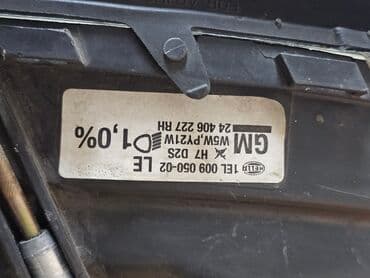 HELLA 1EL 009 050-02 LE
H7 D2S
GM W5W,PY21W 1,0%
24 406 227 RH